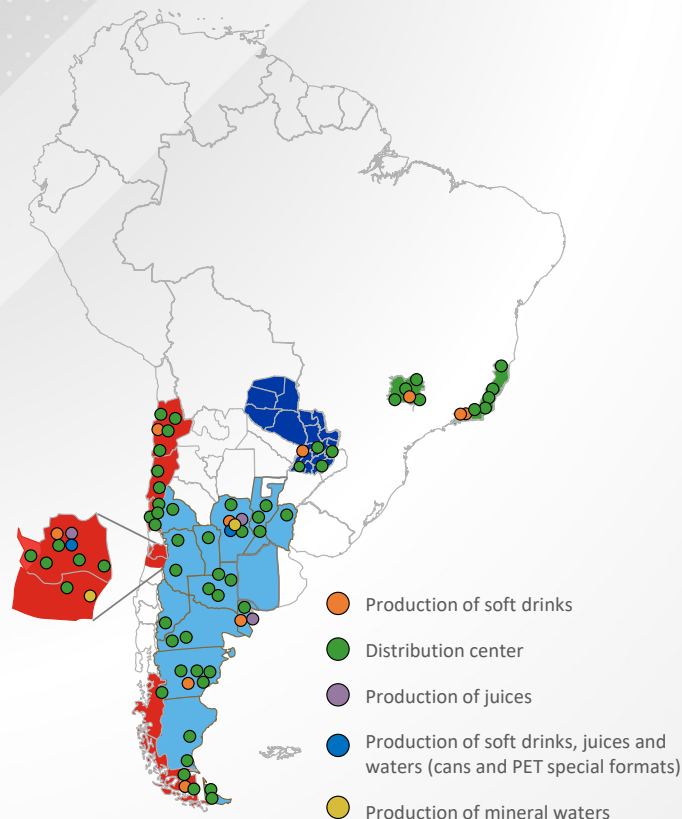 Production of soft drinks
Distribution center
Production of juices
Production of soft drinks, juices and
waters (cans and PET special formats)
Production of mineral waters